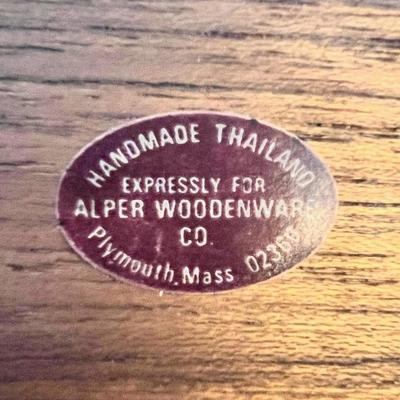 HANDMADE THAILAND
EXPRESSLY FOR
ALPER WOODENWARE
CO.
Plymouth, Mass